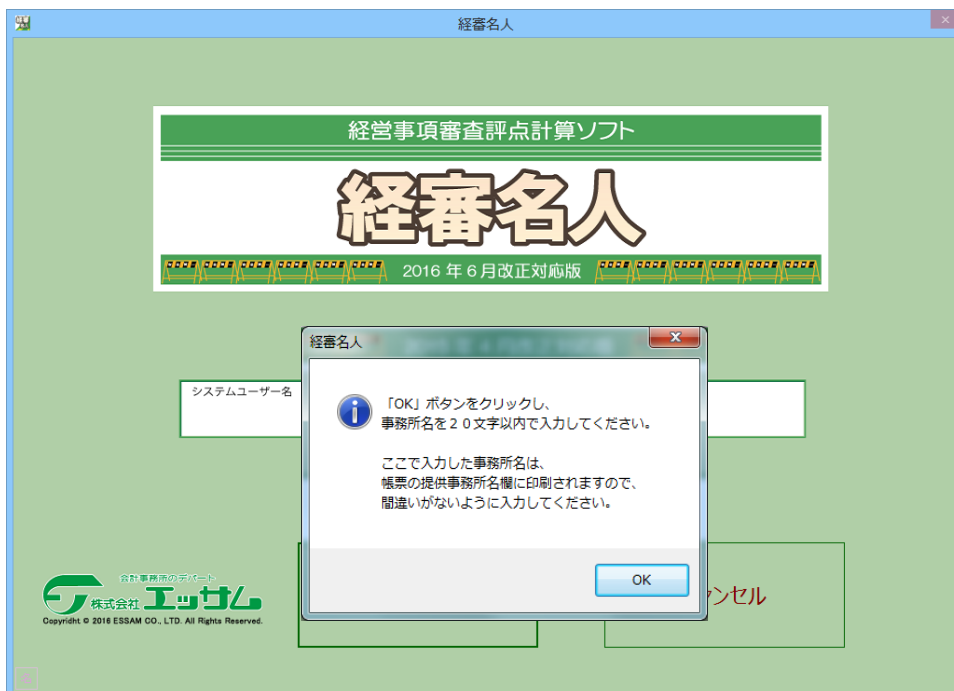 経審名人
経営事項審査評点計算ソフト
経審名人
2016 年 6 月改正対応版
経審名人
システムユーザー名
「OK」ボタンをクリックし、
事務所名を２０文字以内で入力してください。
ここで入力した事務所名は、
帳票の提供事務所名欄に印刷されますので、
間違いがないように入力してください。
OK
ンセル
会計事務所のデパート
株式会社 エッサム
Copyright © 2016 ESSAM CO., LTD. All Rights Reserved.